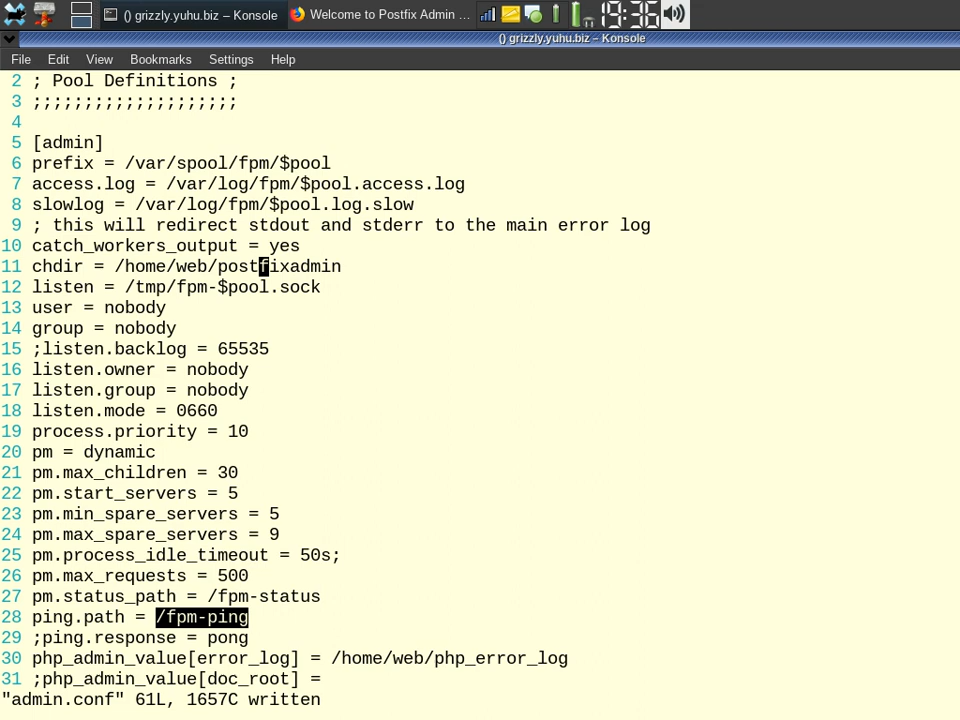 () grizzly.yuhu.biz – Konsole
Welcome to Postfix Admin ...
19:36
() grizzly.yuhu.biz – Konsole
File Edit View Bookmarks Settings Help
2 ; Pool Definitions ;
3 ;;;;;;;;;;;;;;;;;;;;
4
5 [admin]
6 prefix = /var/spool/fpm/$pool
7 access.log = /var/log/fpm/$pool.access.log
8 slowlog = /var/log/fpm/$pool.log.slow
9 ; this will redirect stdout and stderr to the main error log
10 catch_workers_output = yes
11 chdir = /home/web/postfixadmin
12 listen = /tmp/fpm-$pool.sock
13 user = nobody
14 group = nobody
15 ;listen.backlog = 65535
16 listen.owner = nobody
17 listen.group = nobody
18 listen.mode = 0660
19 process.priority = 10
20 pm = dynamic
21 pm.max_children = 30
22 pm.start_servers = 5
23 pm.min_spare_servers = 5
24 pm.max_spare_servers = 9
25 pm.process_idle_timeout = 50s;
26 pm.max_requests = 500
27 pm.status_path = /fpm-status
28 ping.path = /fpm-ping
29 ;ping.response = pong
30 php_admin_value[error_log] = /home/web/php_error_log
31 ;php_admin_value[doc_root] =
"admin.conf" 61L, 1657C written